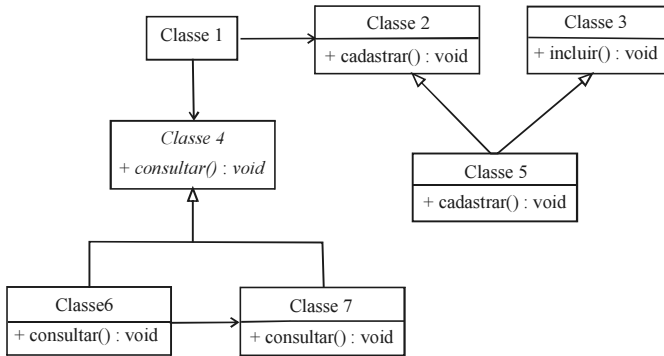 Classe 1
Classe 2
+ cadastrar() : void
Classe 3
+ incluir() : void
Classe 4
+ consultar() : void
Classe 5
+ cadastrar() : void
Classe6
+ consultar() : void
Classe 7
+ consultar() : void